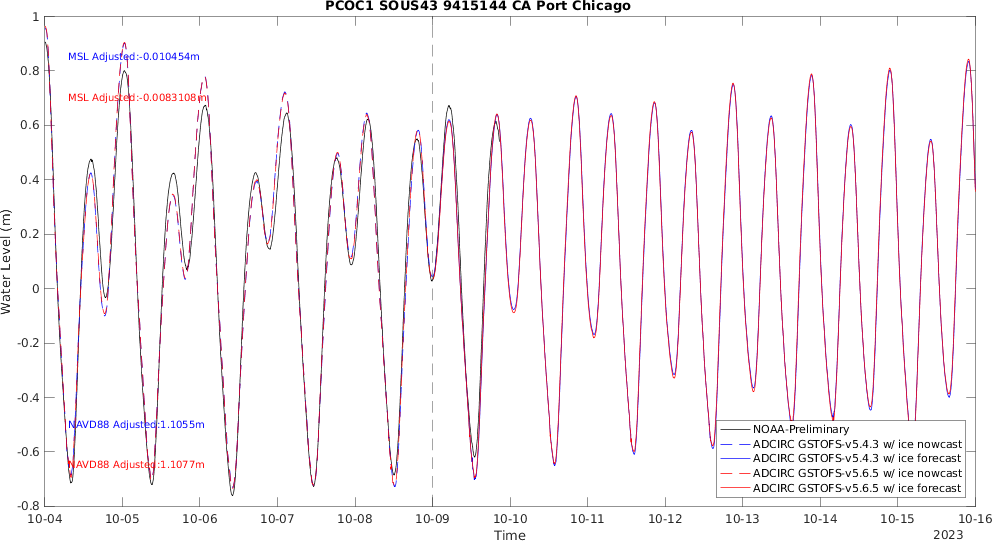 PCOC1 SOUS43 9415144 CA Port Chicago
1
0.8
0.6
0.4
0.2
0
-0.2
-0.4
-0.6
-0.8
Water Level (m)
MSL Adjusted:-0.010454m
MSL Adjusted:-0.0083108m
NAVD88 Adjusted:1.1055m
NAVD88 Adjusted:1.1077m
NOAA-Preliminary
ADCIRC GSTOFS-v5.4.3 w/ ice nowcast
ADCIRC GSTOFS-v5.4.3 w/ ice forecast
ADCIRC GSTOFS-v5.6.5 w/ ice nowcast
ADCIRC GSTOFS-v5.6.5 w/ ice forecast
10-04 10-05 10-06 10-07 10-08 10-09 10-10 10-11 10-12 10-13 10-14 10-15 10-16
Time
2023